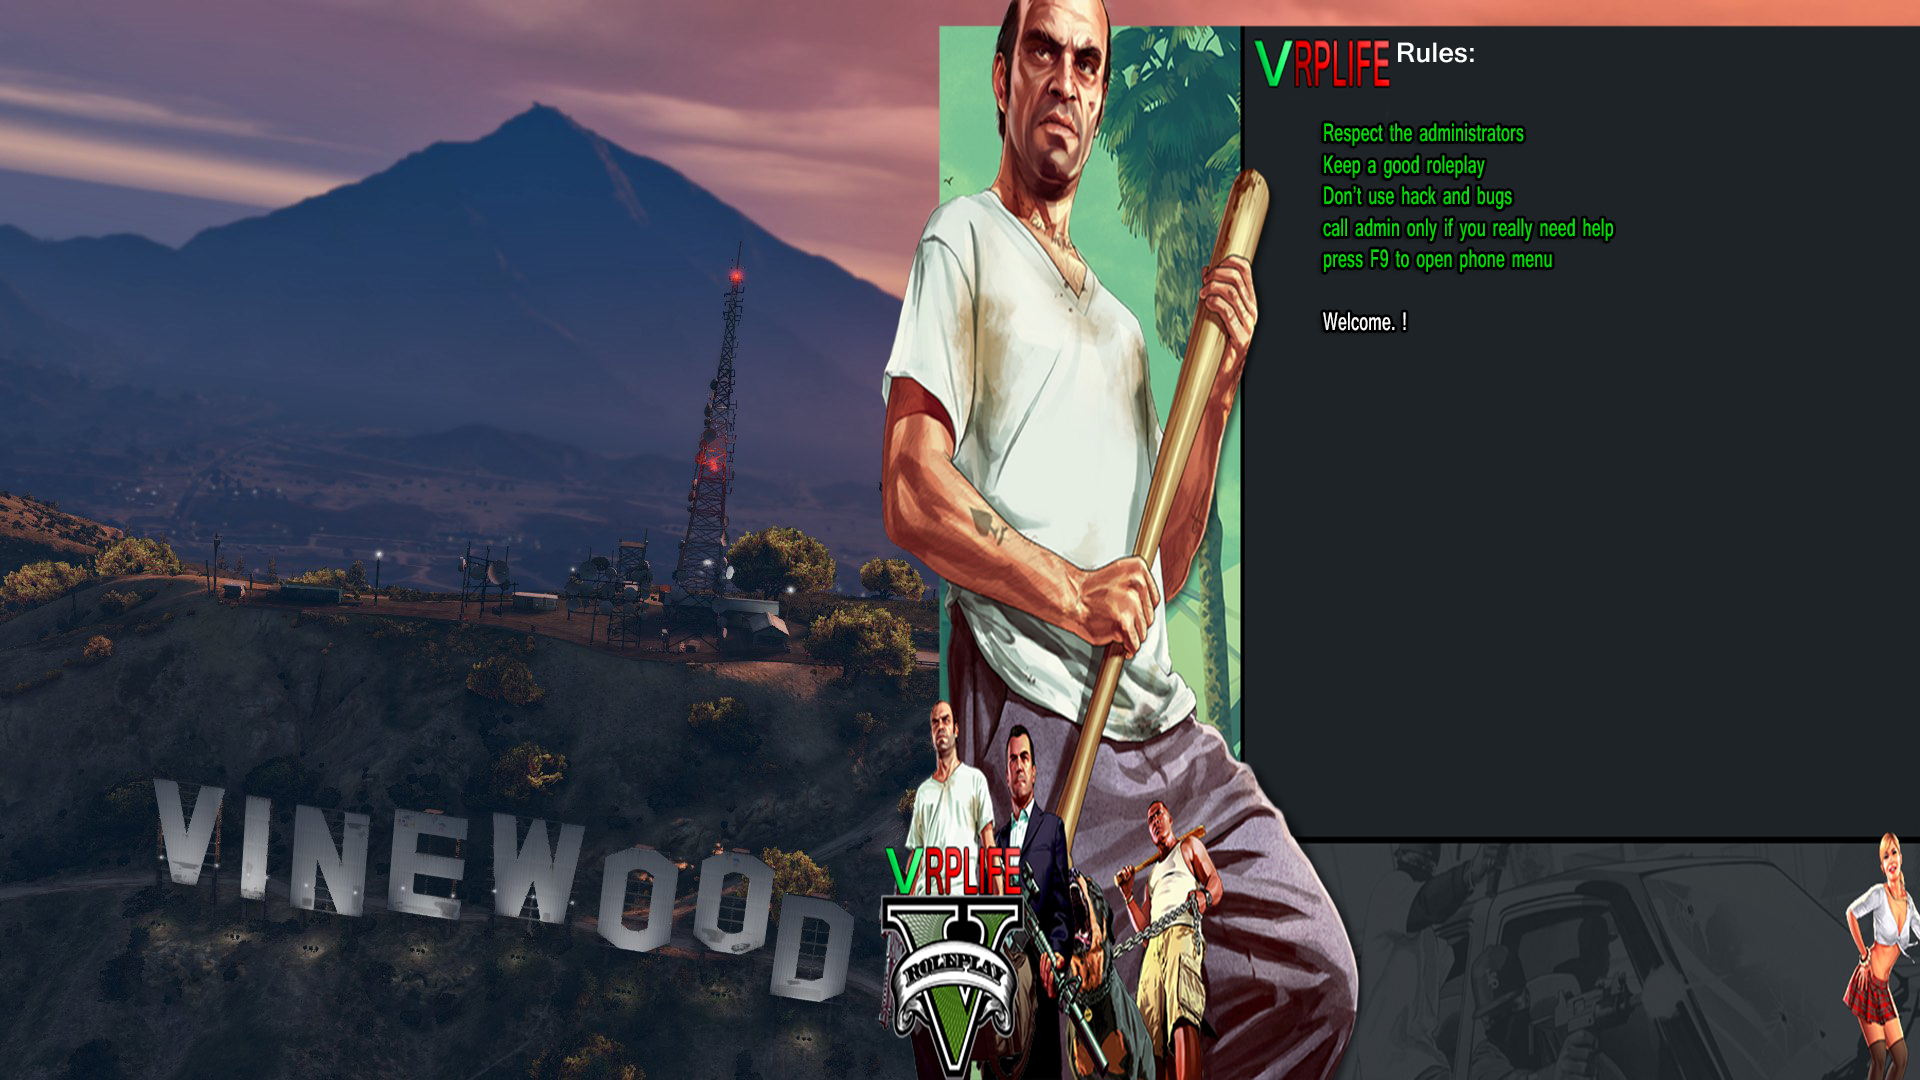 VRPLIFE Rules:
Respect the administrators
Keep a good roleplay
Don't use hack and bugs
call admin only if you really need help
press F9 to open phone menu
Welcome. !
VINEWOOD
VRPLIFE
V
ROLEPLAY